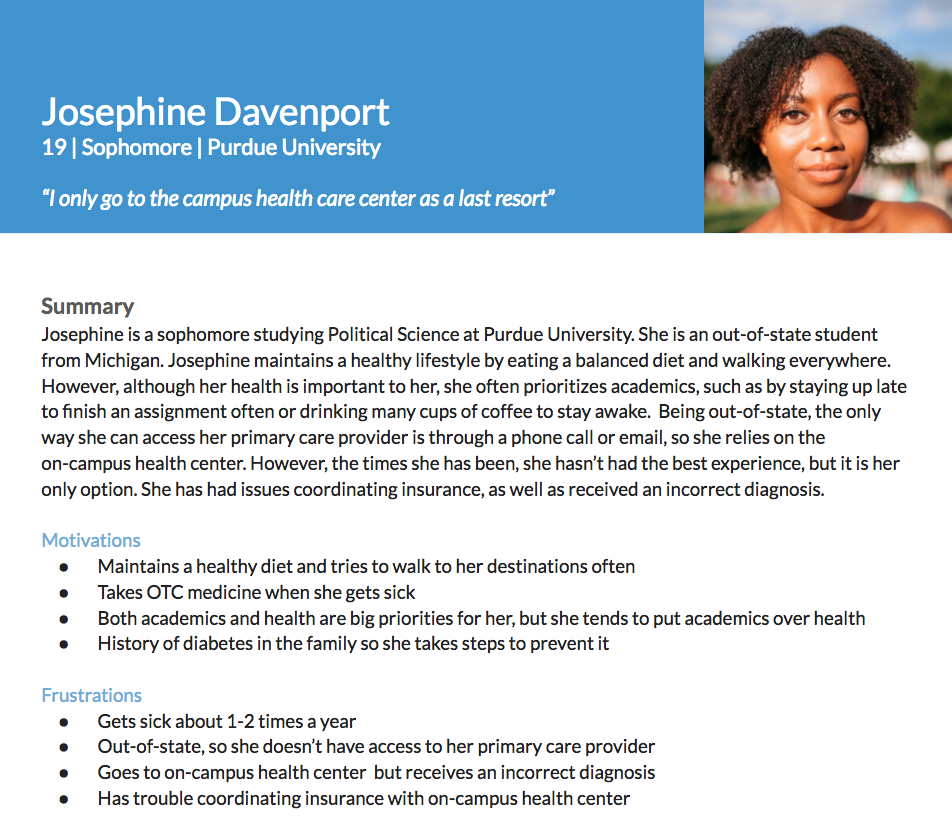 Josephine Davenport
19 | Sophomore | Purdue University
“I only go to the campus health care center as a last resort”
Summary
Josephine is a sophomore studying Political Science at Purdue University. She is an out-of-state student
from Michigan. Josephine maintains a healthy lifestyle by eating a balanced diet and walking everywhere.
However, although her health is important to her, she often prioritizes academics, such as by staying up late
to finish an assignment often or drinking many cups of coffee to stay awake.  Being out-of-state, the only
way she can access her primary care provider is through a phone call or email, so she relies on the
on-campus health center. However, the times she has been, she hasn’t had the best experience, but it is her
only option. She has had issues coordinating insurance, as well as received an incorrect diagnosis.
Motivations
● Maintains a healthy diet and tries to walk to her destinations often
● Takes OTC medicine when she gets sick
● Both academics and health are big priorities for her, but she tends to put academics over health
● History of diabetes in the family so she takes steps to prevent it
Frustrations
● Gets sick about 1-2 times a year
● Out-of-state, so she doesn’t have access to her primary care provider
● Goes to on-campus health center  but receives an incorrect diagnosis
● Has trouble coordinating insurance with on-campus health center